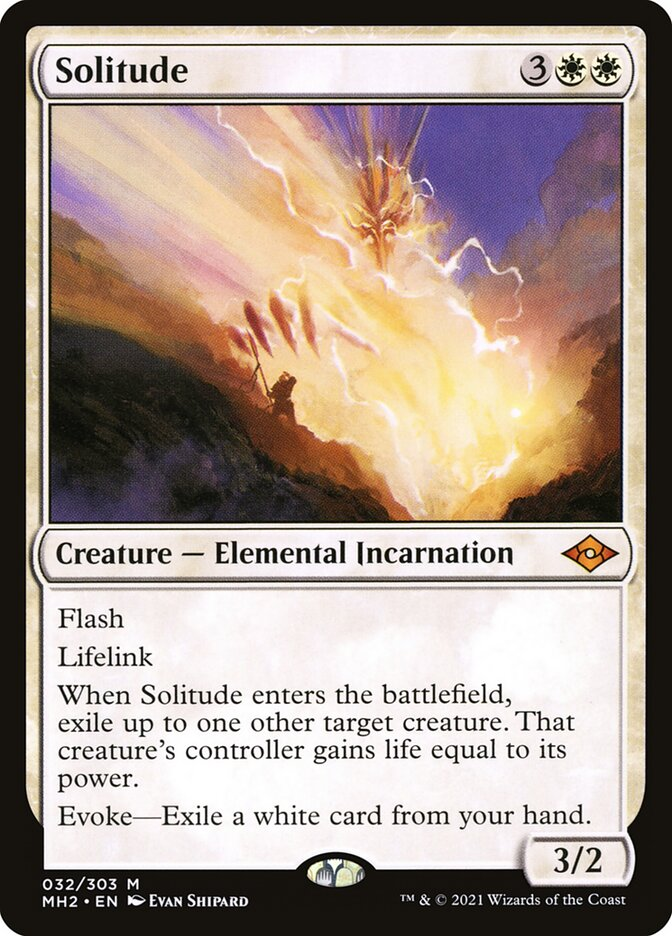 Solitude 3
Creature — Elemental Incarnation
Flash
Lifelink
When Solitude enters the battlefield,
exile up to one other target creature. That
creature's controller gains life equal to its
power.
Evoke—Exile a white card from your hand.
3/2
032/303 M
MH2 • EN Evan Shipard
™ & © 2021 Wizards of the Coast